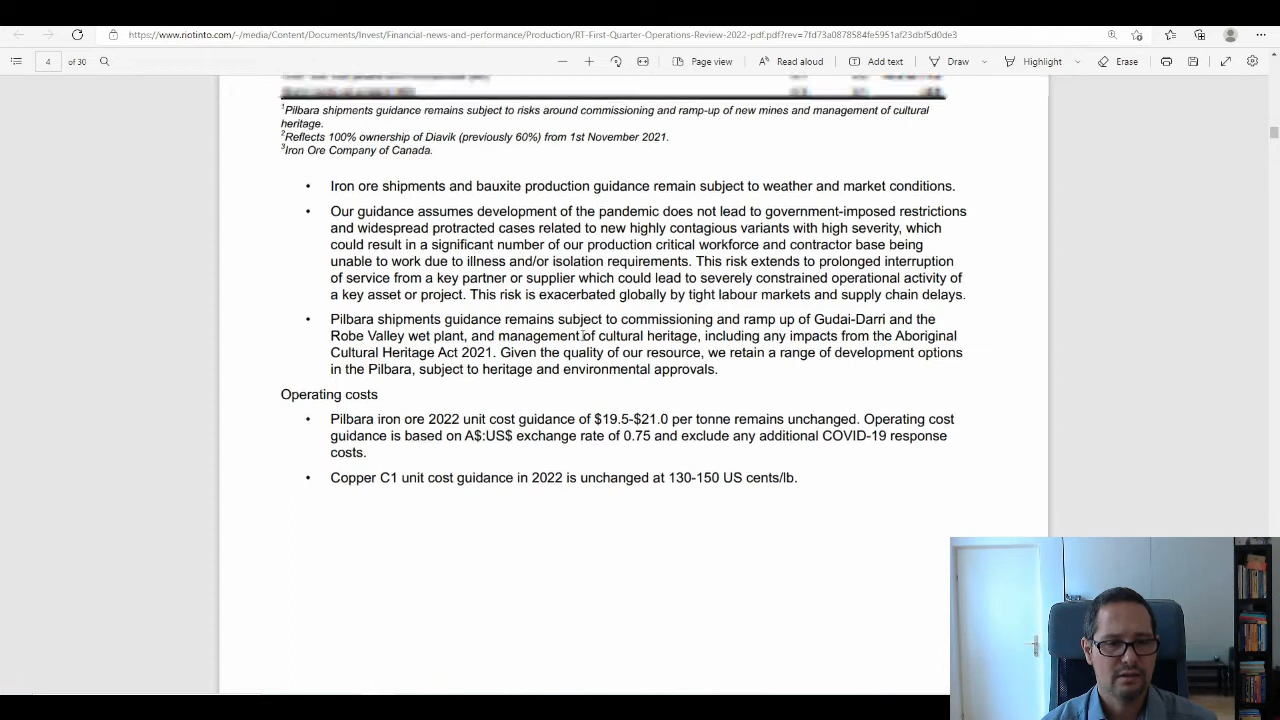 https://www.riotinto.com/-/media/Content/Documents/Invest/Financial-news-and-performance/Production/RT-First-Quarter-Operations-Review-2022-pdf.pdf?rev=7fd73a0878584fe5951af23dbf5d0de3
4 of 30 Page view Read aloud Add text Draw Highlight Erase
1Pilbara shipments guidance remains subject to risks around commissioning and ramp-up of new mines and management of cultural
heritage.
2Reflects 100% ownership of Diavik (previously 60%) from 1st November 2021.
3Iron Ore Company of Canada.
• Iron ore shipments and bauxite production guidance remain subject to weather and market conditions.
• Our guidance assumes development of the pandemic does not lead to government-imposed restrictions
and widespread protracted cases related to new highly contagious variants with high severity, which
could result in a significant number of our production critical workforce and contractor base being
unable to work due to illness and/or isolation requirements. This risk extends to prolonged interruption
of service from a key partner or supplier which could lead to severely constrained operational activity of
a key asset or project. This risk is exacerbated globally by tight labour markets and supply chain delays.
• Pilbara shipments guidance remains subject to commissioning and ramp up of Gudai-Darri and the
Robe Valley wet plant, and management of cultural heritage, including any impacts from the Aboriginal
Cultural Heritage Act 2021. Given the quality of our resource, we retain a range of development options
in the Pilbara, subject to heritage and environmental approvals.
Operating costs
• Pilbara iron ore 2022 unit cost guidance of $19.5-$21.0 per tonne remains unchanged. Operating cost
guidance is based on A$:US$ exchange rate of 0.75 and exclude any additional COVID-19 response
costs.
• Copper C1 unit cost guidance in 2022 is unchanged at 130-150 US cents/lb.